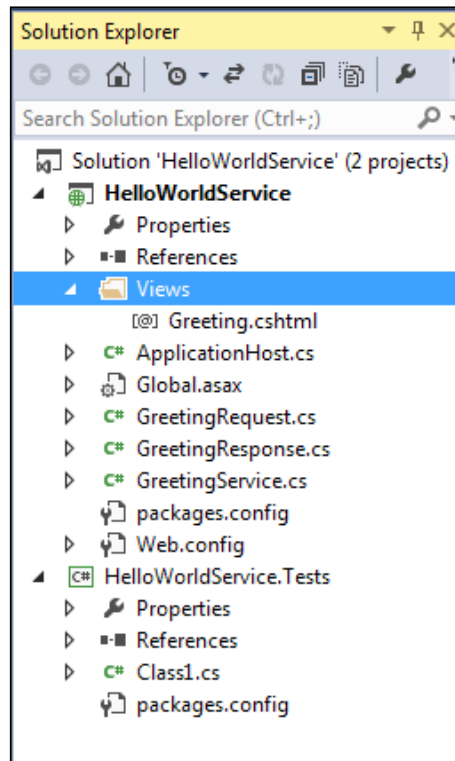 Solution Explorer
Search Solution Explorer (Ctrl+;)
Solution 'HelloWorldService' (2 projects)
HelloWorldService
Properties
References
Views
[@] Greeting.cshtml
C# ApplicationHost.cs
Global.asax
C# GreetingRequest.cs
C# GreetingResponse.cs
C# GreetingService.cs
packages.config
Web.config
C# HelloWorldService.Tests
Properties
References
C# Class1.cs
packages.config